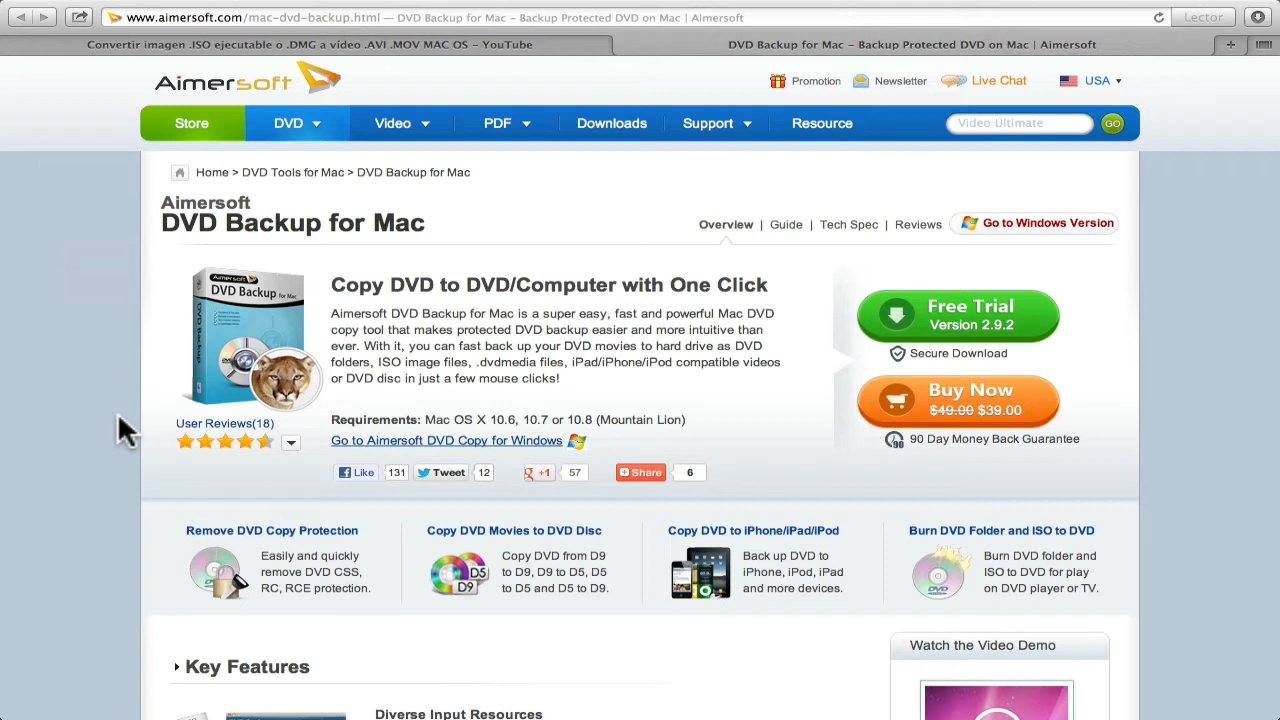 www.aimersoft.com/mac-dvd-backup.html — DVD Backup for Mac - Backup Protected DVD on Mac | Aimersoft
Lector
Convertir imagen .ISO ejecutable o .DMG a vídeo .AVI .MOV MAC OS - YouTube
DVD Backup for Mac - Backup Protected DVD on Mac | Aimersoft
Aimersoft
Promotion
Newsletter
Live Chat
USA
Store
DVD
Video
PDF
Downloads
Support
Resource
Video Ultimate
GO
Home > DVD Tools for Mac > DVD Backup for Mac
Aimersoft
DVD Backup for Mac
Overview | Guide | Tech Spec | Reviews
Go to Windows Version
Aimersoft
DVD Backup for Mac
DVD Backup for Mac
Copy DVD to DVD/Computer with One Click
Aimersoft DVD Backup for Mac is a super easy, fast and powerful Mac DVD
copy tool that makes protected DVD backup easier and more intuitive than
ever. With it, you can fast back up your DVD movies to hard drive as DVD
folders, ISO image files, .dvdmedia files, iPad/iPhone/iPod compatible videos
or DVD disc in just a few mouse clicks!
Free Trial
Version 2.9.2
Secure Download
Buy Now
$49.00 $39.00
90 Day Money Back Guarantee
User Reviews(18)
Requirements: Mac OS X 10.6, 10.7 or 10.8 (Mountain Lion)
Go to Aimersoft DVD Copy for Windows
Like 131
Tweet 12
+1 57
Share 6
Remove DVD Copy Protection
Easily and quickly
remove DVD CSS,
RC, RCE protection.
Copy DVD Movies to DVD Disc
D5
D9
Copy DVD from D9
to D9, D9 to D5, D5
to D5 and D5 to D9.
Copy DVD to iPhone/iPad/iPod
Back up DVD to
iPhone, iPod, iPad
and more devices.
Burn DVD Folder and ISO to DVD
DVD
Burn DVD folder and
ISO to DVD for play
on DVD player or TV.
Key Features
Watch the Video Demo
Diverse Input Resources